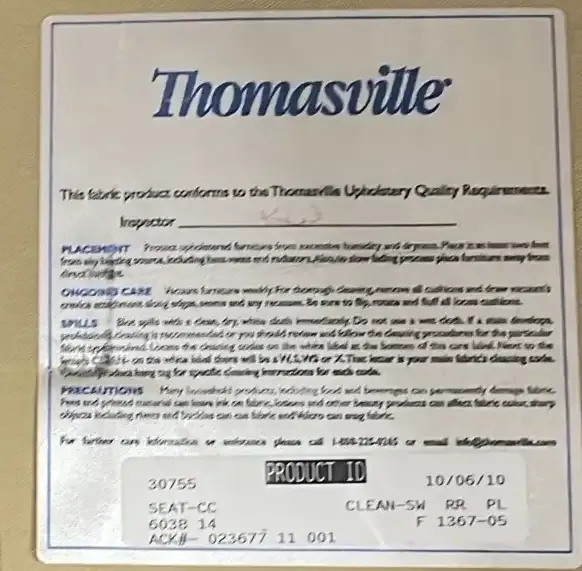 Thomasville
This fabric product conforms to the Thomasville Upholstery Quality Requirements.
Inspector
PLACEMENT Protect upholstered furniture from excessive humidity and dryness. Place it at least two feet
from any heating source, including heat vents and radiators. Also, to slow fading process place furniture away from
direct sunlight.
ONGOING CARE Vacuum furniture weekly. For thorough cleaning, remove all cushions and draw vacuum's
crevice attachment along edges, seams and any recesses. Be sure to flip, rotate and fluff all loose cushions.
SPILLS Blot spills with a clean, dry, white cloth immediately. Do not use a wet cloth. If a stain develops,
professional cleaning is recommended or you should review and follow the cleaning procedures for the particular
fabric Locate the cleaning codes on the white label at the bottom of this care label. Next to the
on the white label there will be a W, S, WS or X. That letter is your main fabric's cleaning code.
hang tag for specific cleaning instructions for each code.
PRECAUTIONS Many household products, including food and beverages can permanently damage fabric.
Pens and printed material can leave ink on fabric, lotions and other beauty products can affect fabric color, sharp
objects including rivets and buckles can cut fabric and Velcro can snag fabric.
For further care information or assistance please call or email info@thomasville.com
30755 PRODUCT ID 10/06/10
SEAT-CC CLEAN-SW RR PL
6038 14 F 1367-05
ACK#- 023677 11 001